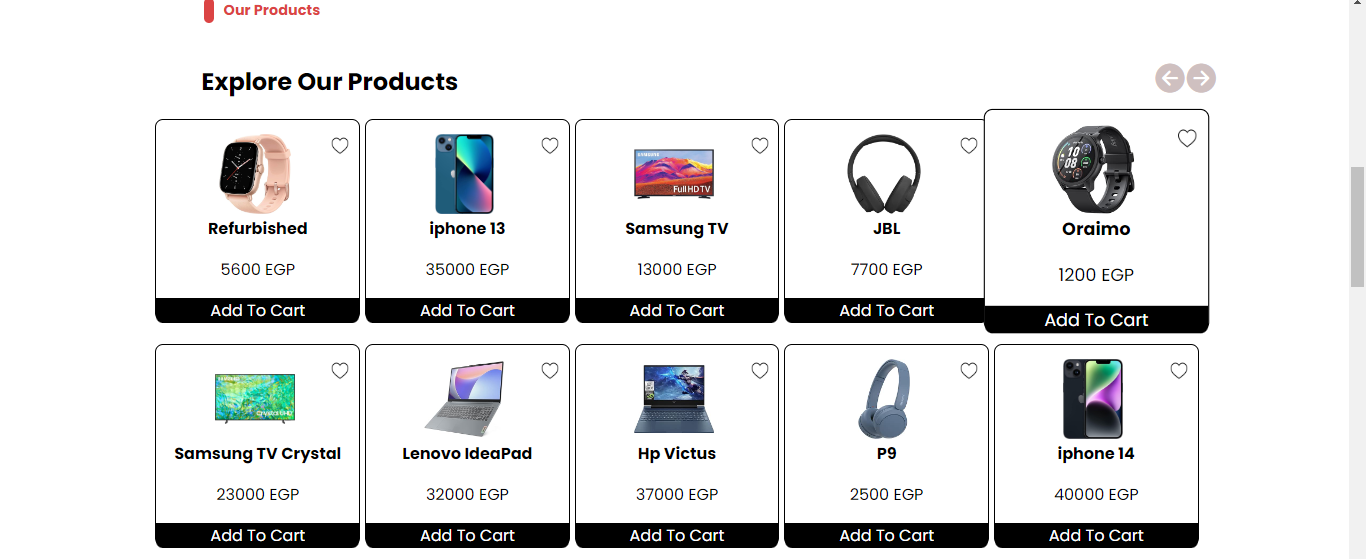 Our Products
Explore Our Products
SAMSUNG
Full HD TV
10
08
Refurbished
iphone 13
Samsung TV
JBL
Oraimo
5600 EGP
35000 EGP
13000 EGP
7700 EGP
1200 EGP
Add To Cart
Add To Cart
Add To Cart
Add To Cart
Add To Cart
Samsung TV Crystal
Lenovo IdeaPad
Hp Victus
P9
iphone 14
23000 EGP
32000 EGP
37000 EGP
2500 EGP
40000 EGP
Add To Cart
Add To Cart
Add To Cart
Add To Cart
Add To Cart